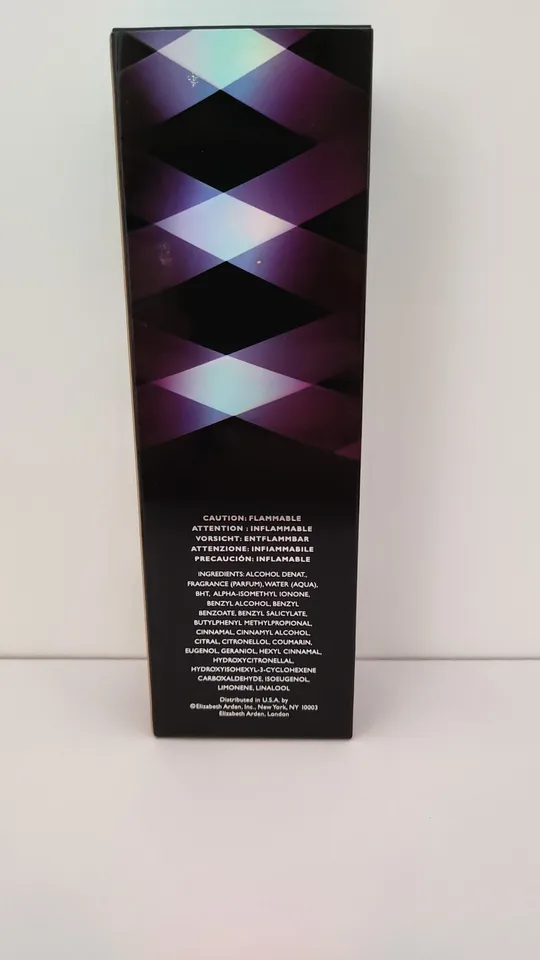 CAUTION: FLAMMABLE
ATTENTION : INFLAMMABLE
VORSICHT: ENTFLAMMBAR
ATTENZIONE: INFIAMMABILE
PRECAUCIÓN: INFLAMABLE
INGREDIENTS: ALCOHOL DENAT.,
FRAGRANCE (PARFUM), WATER (AQUA),
BHT, ALPHA-ISOMETHYL IONONE,
BENZYL ALCOHOL, BENZYL
BENZOATE, BENZYL SALICYLATE,
BUTYLPHENYL METHYLPROPIONAL,
CINNAMAL, CINNAMYL ALCOHOL,
CITRAL, CITRONELLOL, COUMARIN,
EUGENOL, GERANIOL, HEXYL CINNAMAL,
HYDROXYCITRONELLAL,
HYDROXYISOHEXYL-3-CYCLOHEXENE
CARBOXALDEHYDE, ISOEUGENOL,
LIMONENE, LINALOOL
Distributed in U.S.A. by
©Elizabeth Arden, Inc., New York, NY 10003
Elizabeth Arden, London